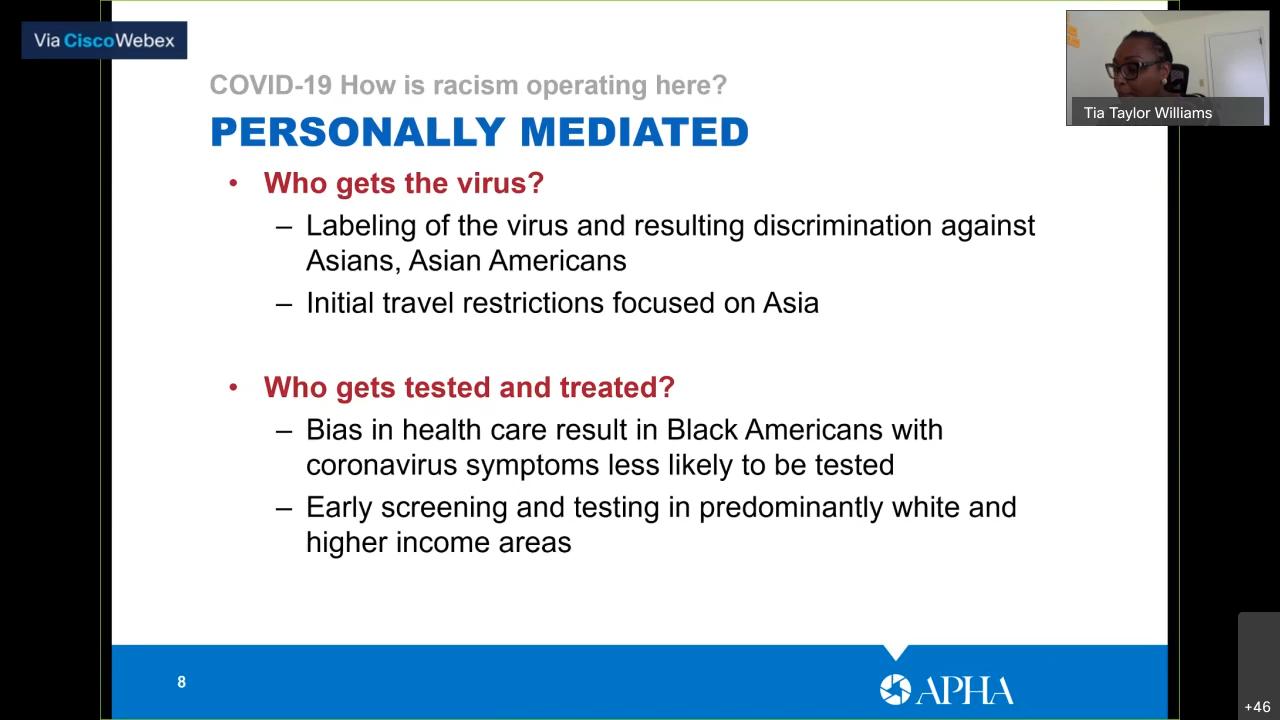 Via CiscoWebex
Tia Taylor Williams
COVID-19 How is racism operating here?
PERSONALLY MEDIATED
• Who gets the virus?
– Labeling of the virus and resulting discrimination against
Asians, Asian Americans
– Initial travel restrictions focused on Asia
• Who gets tested and treated?
– Bias in health care result in Black Americans with
coronavirus symptoms less likely to be tested
– Early screening and testing in predominantly white and
higher income areas
8
APHA
+46